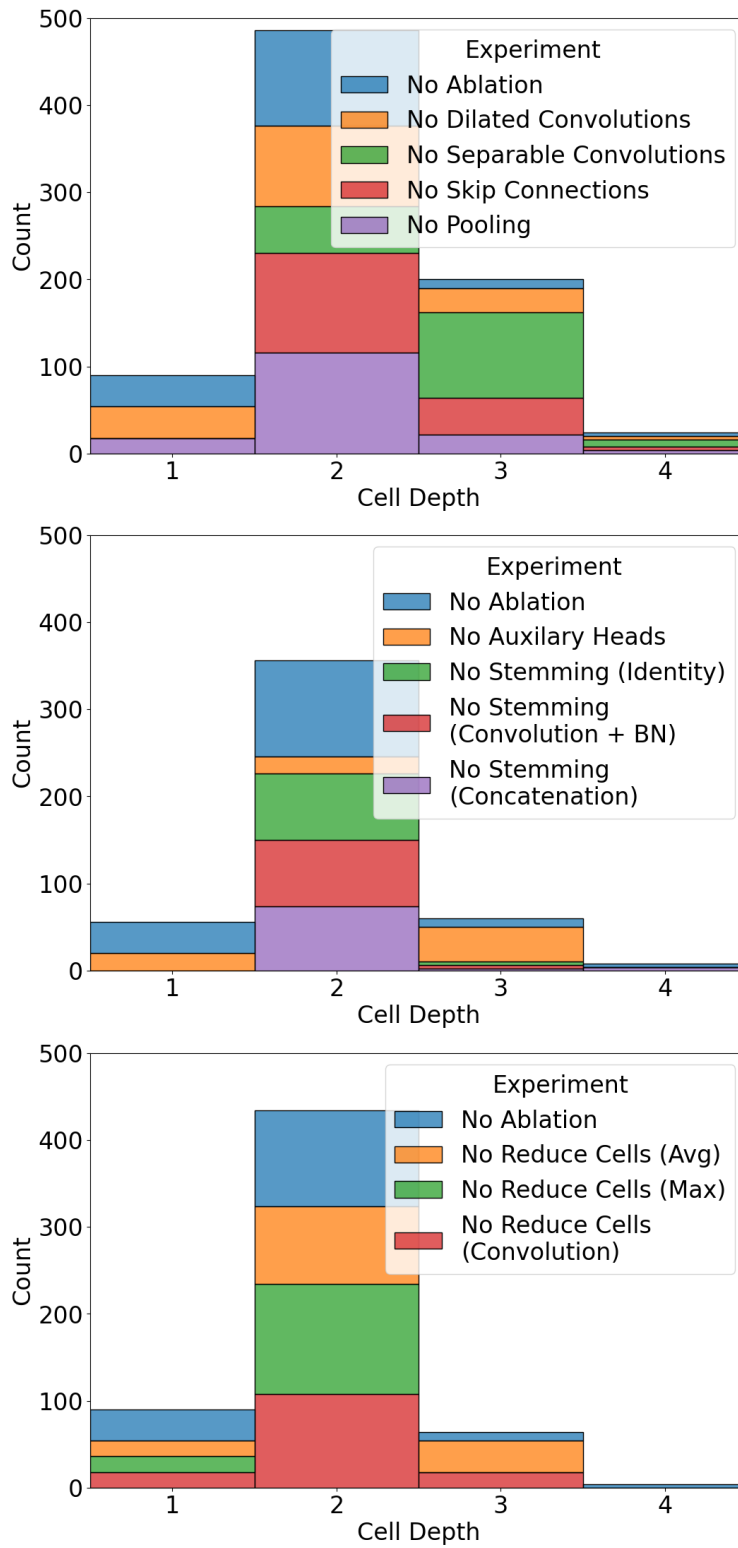 500
400
300
200
100
0
Count
Experiment
No Ablation
No Dilated Convolutions
No Separable Convolutions
No Skip Connections
No Pooling
1 2 3 4
Cell Depth
500
400
300
200
100
0
Count
Experiment
No Ablation
No Auxilary Heads
No Stemming (Identity)
No Stemming
(Convolution + BN)
No Stemming
(Concatenation)
1 2 3 4
Cell Depth
500
400
300
200
100
0
Count
Experiment
No Ablation
No Reduce Cells (Avg)
No Reduce Cells (Max)
No Reduce Cells
(Convolution)
1 2 3 4
Cell Depth